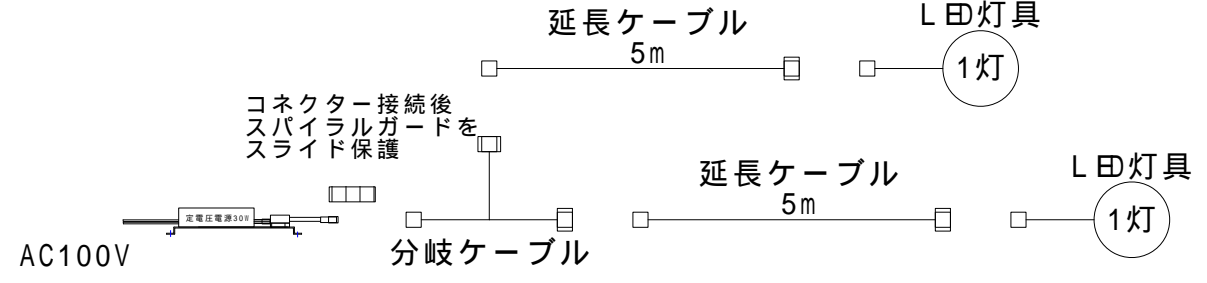 延長ケーブル
5m
LED灯具
1灯
コネクター接続後
スパイラルガードを
スライド保護
延長ケーブル
5m
LED灯具
1灯
定電圧電源30W
AC100V
分岐ケーブル